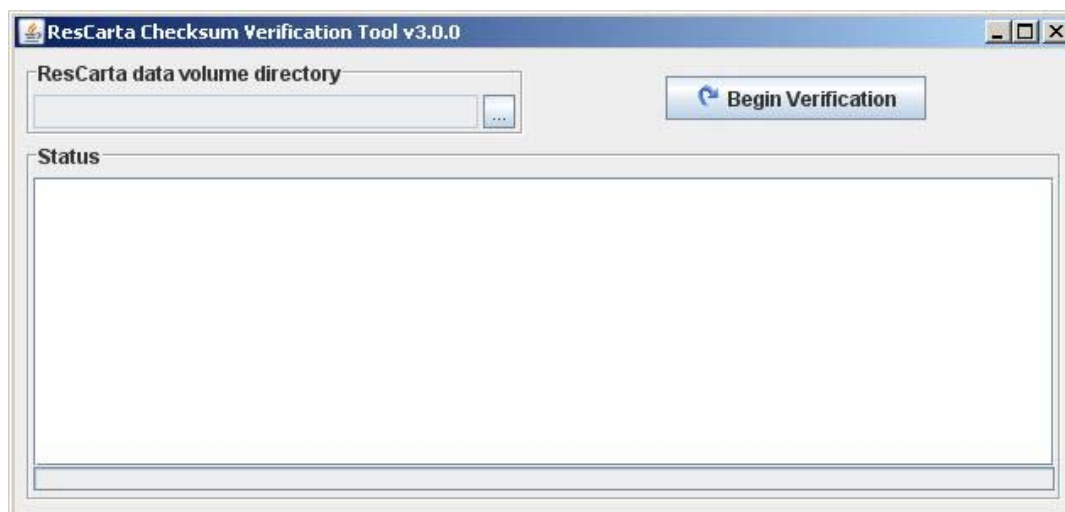 ResCarta Checksum Verification Tool v3.0.0
ResCarta data volume directory
...
Begin Verification
Status